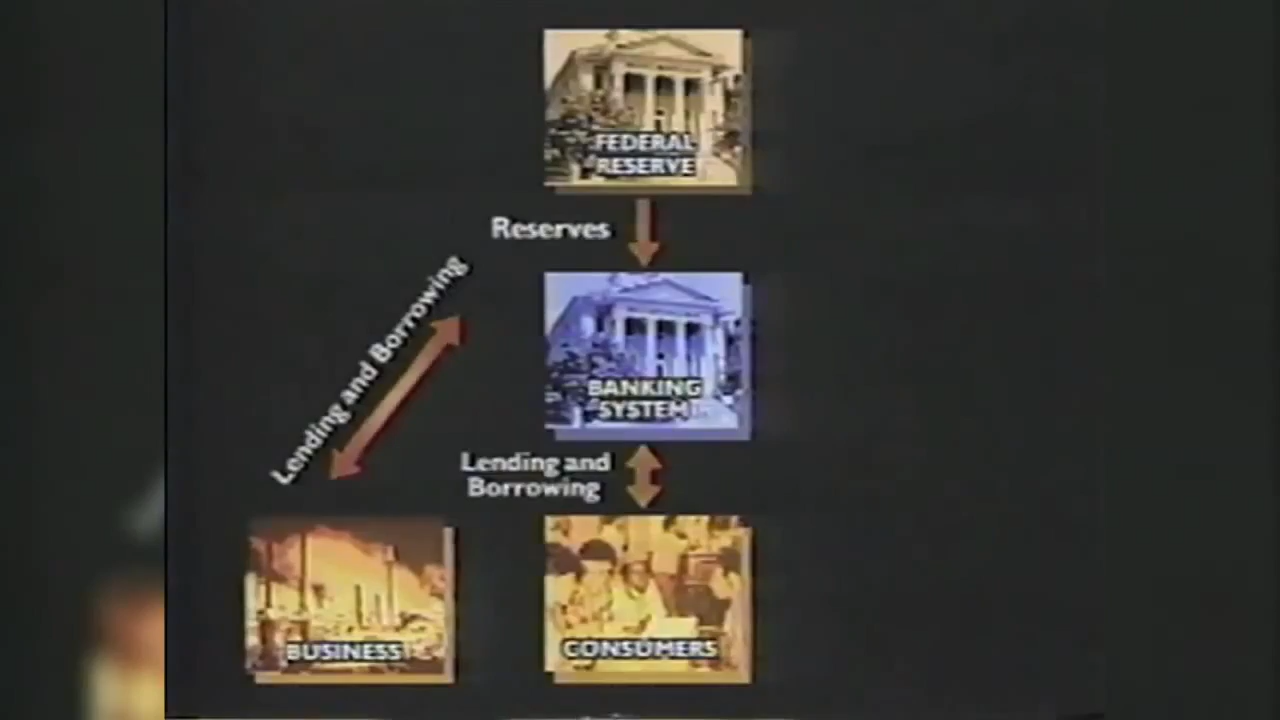 FEDERAL
RESERVE
Reserves
Lending and Borrowing
BANKING
SYSTEM
Lending and
Borrowing
BUSINESS
CONSUMERS